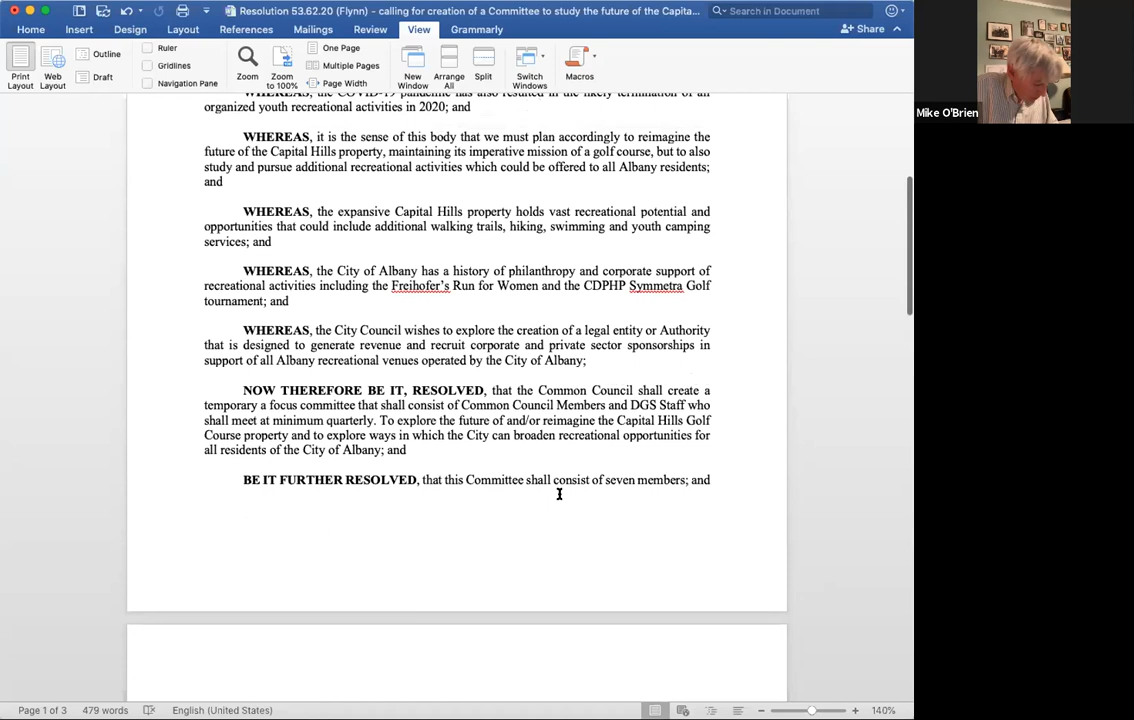 Resolution 53.62.20 (Flynn) - calling for creation of a Committee to study the future of the Capita...
Search in Document
Home Insert Design Layout References Mailings Review View Grammarly
Share
Print Layout
Web Layout
Outline
Draft
Ruler
Gridlines
Navigation Pane
Zoom
Zoom to 100%
One Page
Multiple Pages
Page Width
New Window
Arrange All
Split
Switch Windows
Macros
Mike O'Brien
WHEREAS, the COVID-19 pandemic has also resulted in the likely termination of all
organized youth recreational activities in 2020; and
WHEREAS, it is the sense of this body that we must plan accordingly to reimagine the
future of the Capital Hills property, maintaining its imperative mission of a golf course, but to also
study and pursue additional recreational activities which could be offered to all Albany residents;
and
WHEREAS, the expansive Capital Hills property holds vast recreational potential and
opportunities that could include additional walking trails, hiking, swimming and youth camping
services; and
WHEREAS, the City of Albany has a history of philanthropy and corporate support of
recreational activities including the Freihofer's Run for Women and the CDPHP Symmetra Golf
tournament; and
WHEREAS, the City Council wishes to explore the creation of a legal entity or Authority
that is designed to generate revenue and recruit corporate and private sector sponsorships in
support of all Albany recreational venues operated by the City of Albany;
NOW THEREFORE BE IT, RESOLVED, that the Common Council shall create a
temporary a focus committee that shall consist of Common Council Members and DGS Staff who
shall meet at minimum quarterly. To explore the future of and/or reimagine the Capital Hills Golf
Course property and to explore ways in which the City can broaden recreational opportunities for
all residents of the City of Albany; and
BE IT FURTHER RESOLVED, that this Committee shall consist of seven members; and
Page 1 of 3 479 words English (United States) 140%